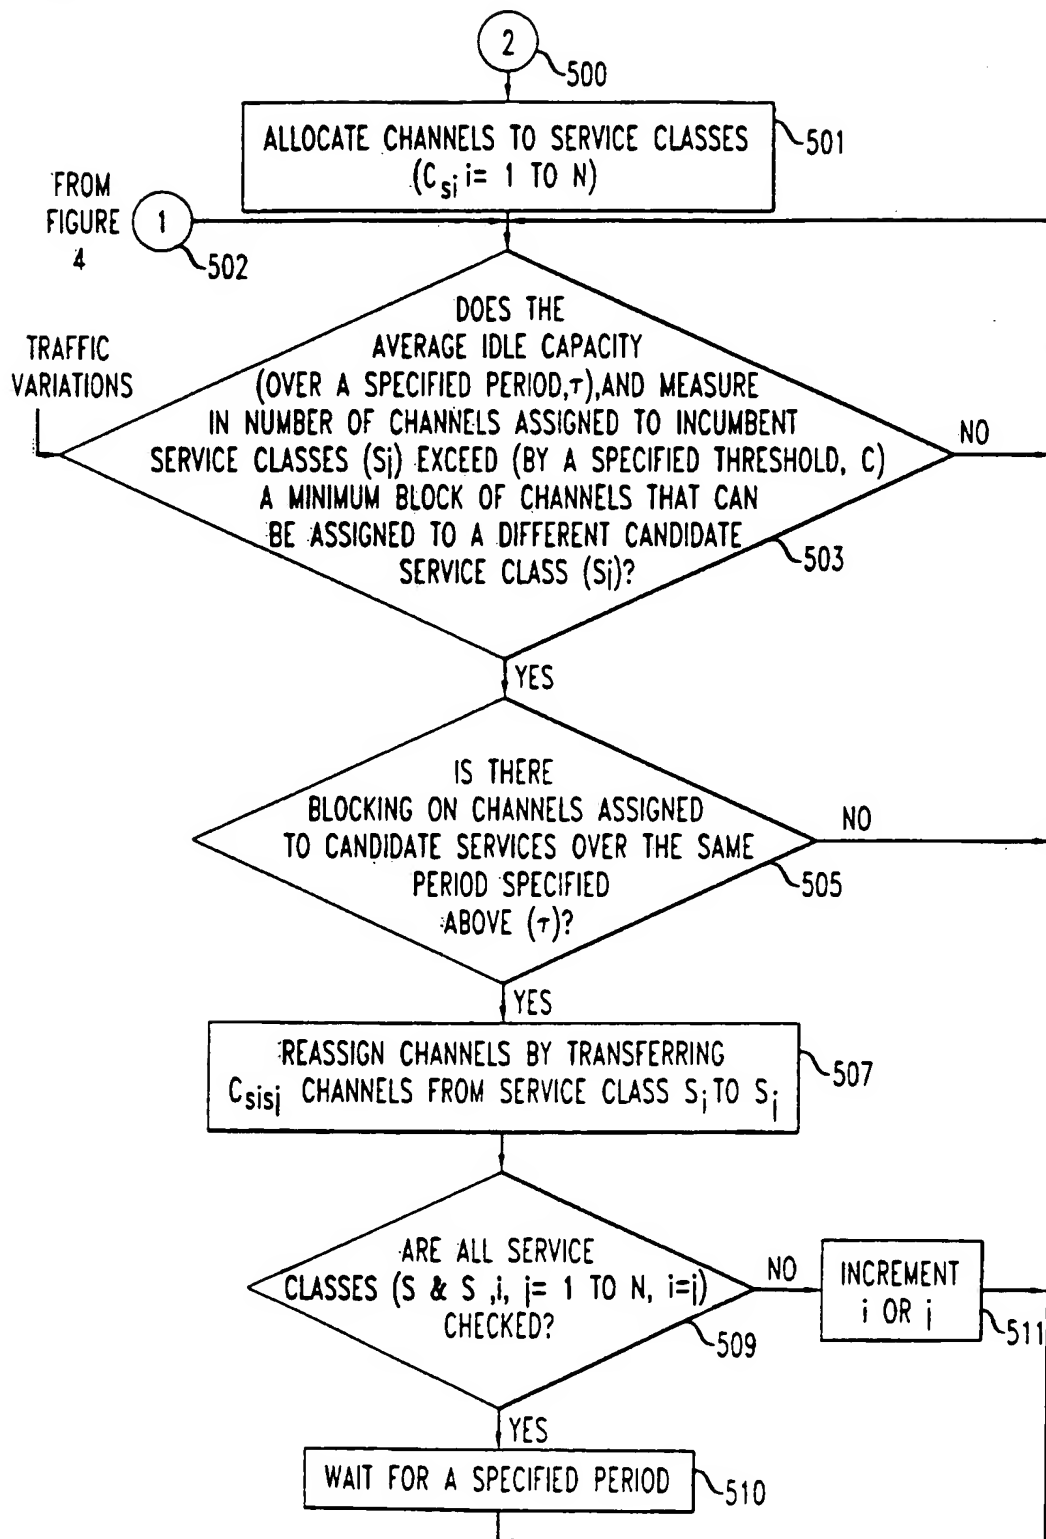 2
500
ALLOCATE CHANNELS TO SERVICE CLASSES
(Csi i= 1 TO N)
501
FROM
FIGURE
4
1
502
TRAFFIC
VARIATIONS
DOES THE
AVERAGE IDLE CAPACITY
(OVER A SPECIFIED PERIOD,τ),AND MEASURE
IN NUMBER OF CHANNELS ASSIGNED TO INCUMBENT
SERVICE CLASSES (Sj) EXCEED (BY A SPECIFIED THRESHOLD, C)
A MINIMUM BLOCK OF CHANNELS THAT CAN
BE ASSIGNED TO A DIFFERENT CANDIDATE
SERVICE CLASS (Si)?
NO
503
YES
IS THERE
BLOCKING ON CHANNELS ASSIGNED
TO CANDIDATE SERVICES OVER THE SAME
PERIOD SPECIFIED
ABOVE (τ)?
NO
505
YES
REASSIGN CHANNELS BY TRANSFERRING
Csisj CHANNELS FROM SERVICE CLASS Si TO Sj
507
ARE ALL SERVICE
CLASSES (S & S ,i, j= 1 TO N, i=j)
CHECKED?
NO
509
INCREMENT
i OR j
511
YES
WAIT FOR A SPECIFIED PERIOD
510